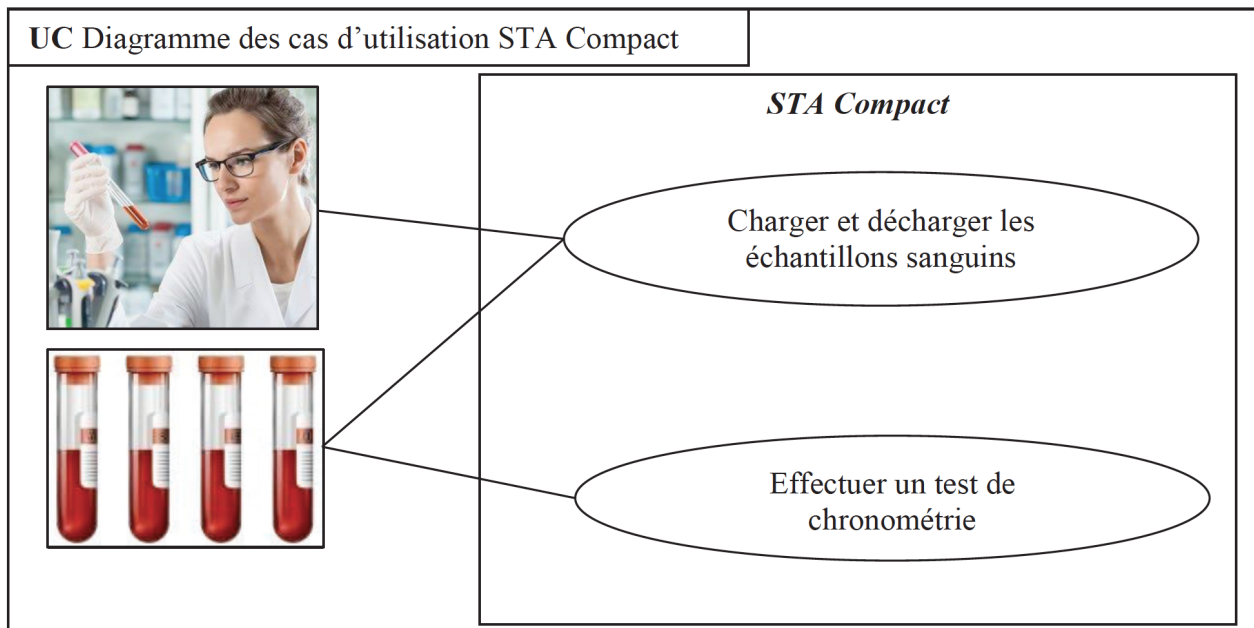 UC Diagramme des cas d’utilisation STA Compact
STA Compact
Charger et décharger les
échantillons sanguins
Effectuer un test de
chronométrie